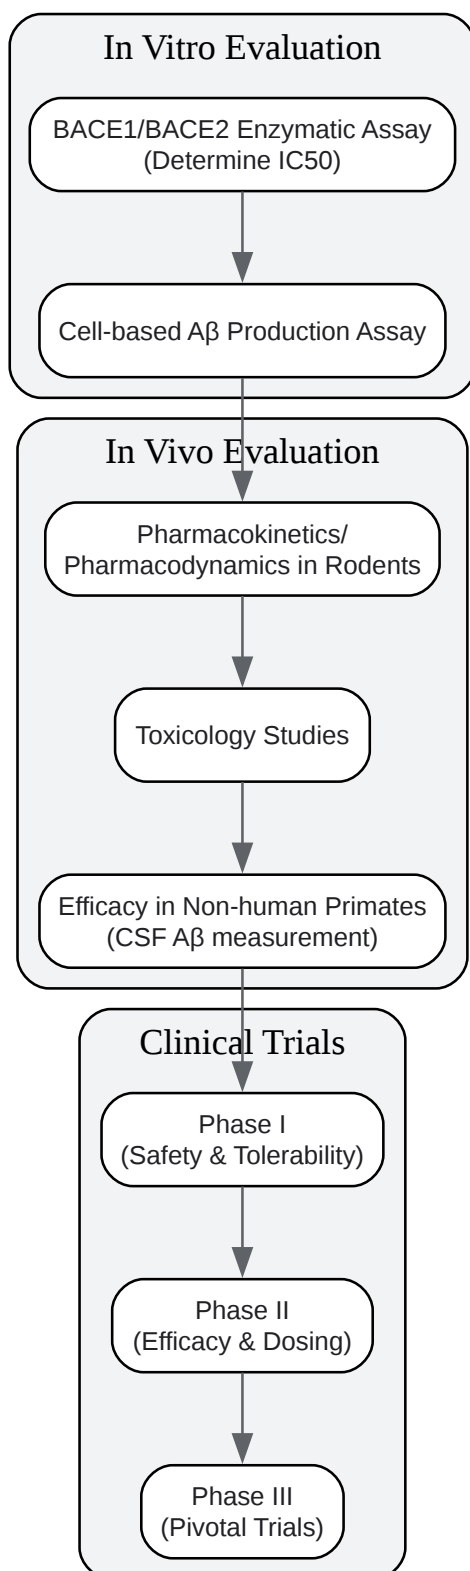 In Vitro Evaluation
BACE1/BACE2 Enzymatic Assay
(Determine IC50)
Cell-based Aβ Production Assay
In Vivo Evaluation
Pharmacokinetics/
Pharmacodynamics in Rodents
Toxicology Studies
Efficacy in Non-human Primates
(CSF Aβ measurement)
Clinical Trials
Phase I
(Safety & Tolerability)
Phase II
(Efficacy & Dosing)
Phase III
(Pivotal Trials)